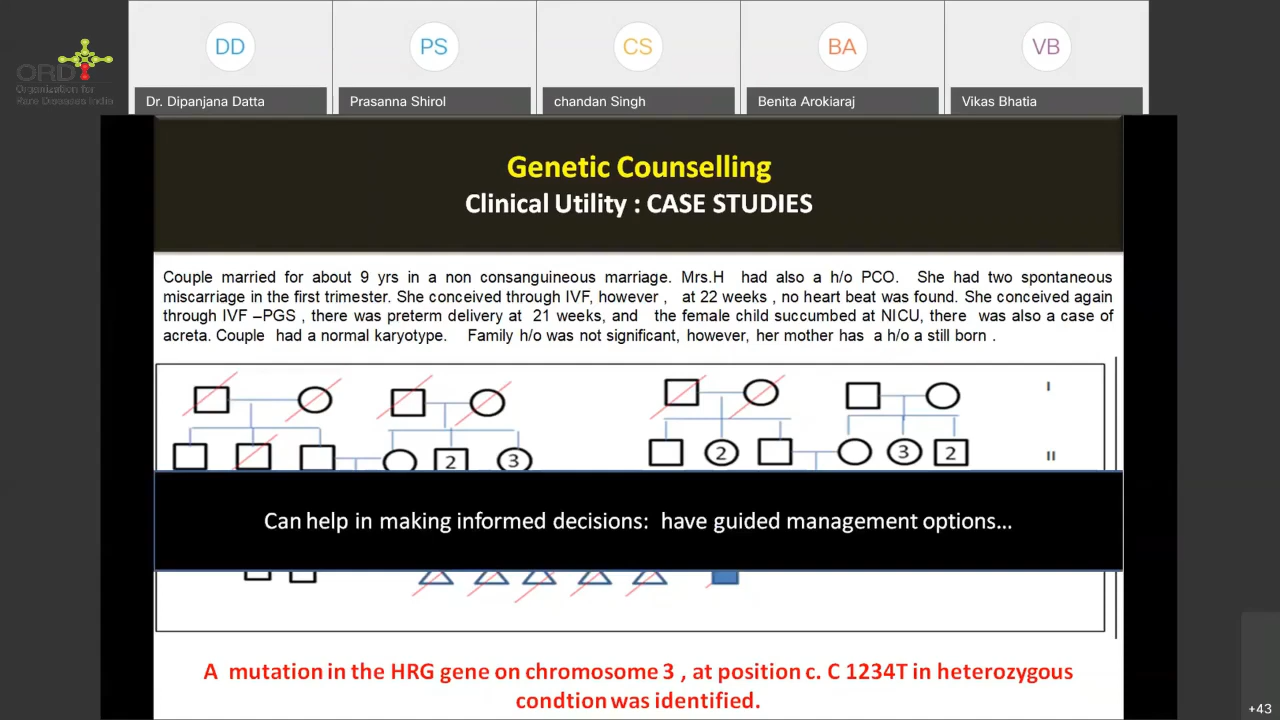 DD
PS
CS
BA
VB
ORDI
Organization for
Rare Diseases India
Dr. Dipanjana Datta
Prasanna Shirol
chandan Singh
Benita Arokiaraj
Vikas Bhatia
Genetic Counselling
Clinical Utility : CASE STUDIES
Couple married for about 9 yrs in a non consanguineous marriage. Mrs.H had also a h/o PCO. She had two spontaneous
miscarriage in the first trimester. She conceived through IVF, however , at 22 weeks , no heart beat was found. She conceived again
through IVF –PGS , there was preterm delivery at 21 weeks, and the female child succumbed at NICU, there was also a case of
acreta. Couple had a normal karyotype. Family h/o was not significant, however, her mother has a h/o a still born .
I
2
3
2
3
2
II
Can help in making informed decisions: have guided management options...
A mutation in the HRG gene on chromosome 3 , at position c. C 1234T in heterozygous
condtion was identified.
+43